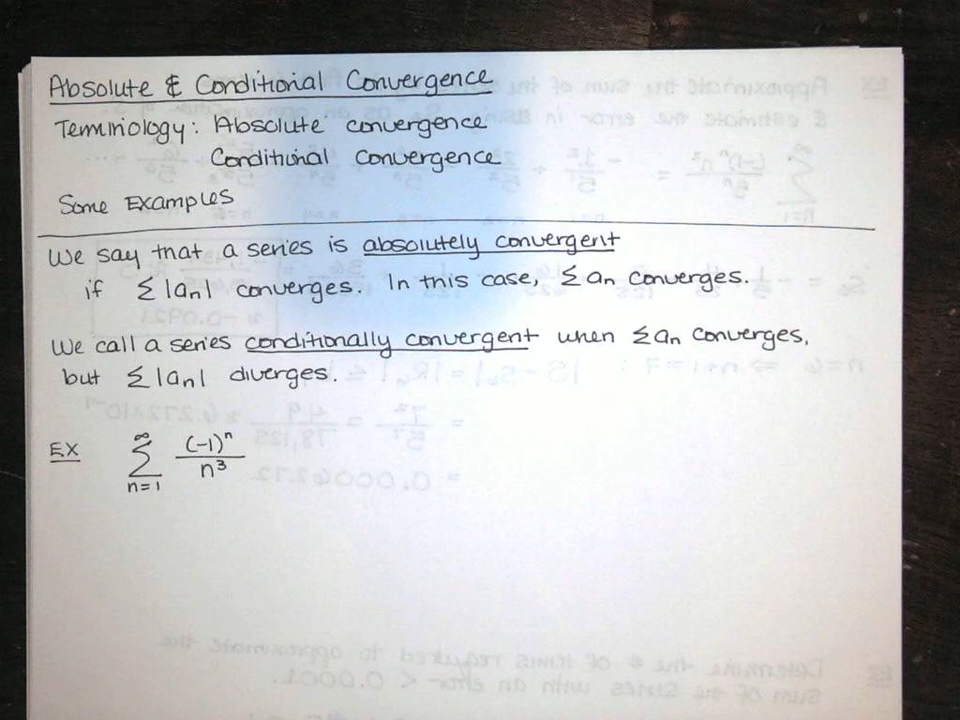 Absolute & Conditional Convergence
Terminology: Absolute convergence
Conditional convergence
Some Examples
We say that a series is absolutely convergent
if Σ |an| converges. In this case, Σ an converges.
We call a series conditionally convergent when Σ an converges,
but Σ |an| diverges.
EX ∞ Σ n=1 (-1)^n / n^3